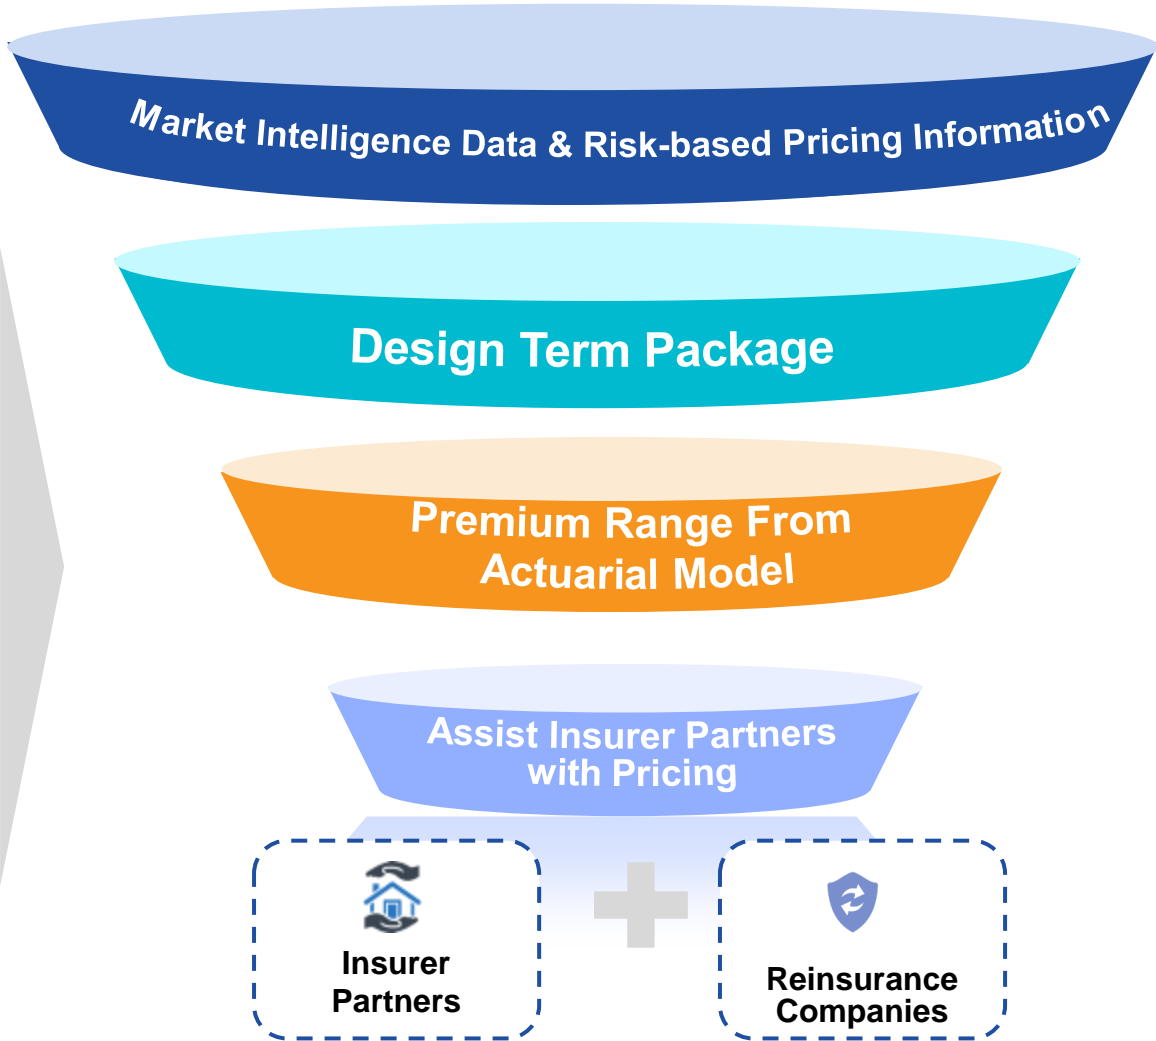 Market Intelligence Data & Risk-based Pricing Information
Design Term Package
Premium Range From
Actuarial Model
Assist Insurer Partners
with Pricing
Insurer
Partners
Reinsurance
Companies